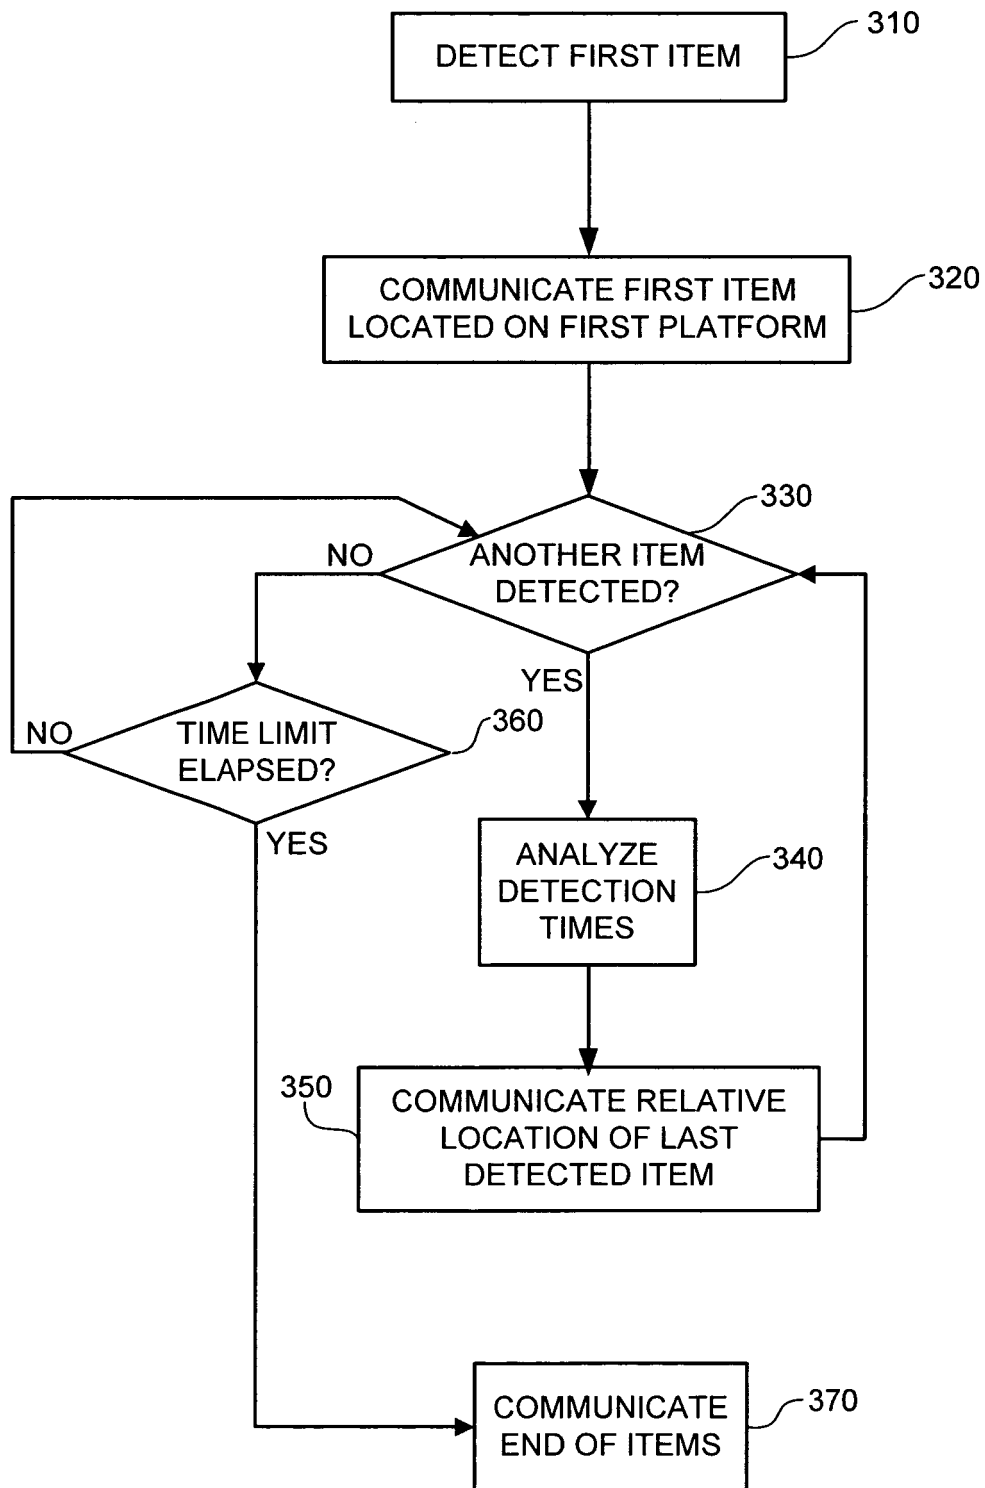 310
DETECT FIRST ITEM
320
COMMUNICATE FIRST ITEM
LOCATED ON FIRST PLATFORM
330
NO
ANOTHER ITEM
DETECTED?
YES
360
NO
TIME LIMIT
ELAPSED?
YES
340
ANALYZE
DETECTION
TIMES
350
COMMUNICATE RELATIVE
LOCATION OF LAST
DETECTED ITEM
370
COMMUNICATE
END OF ITEMS